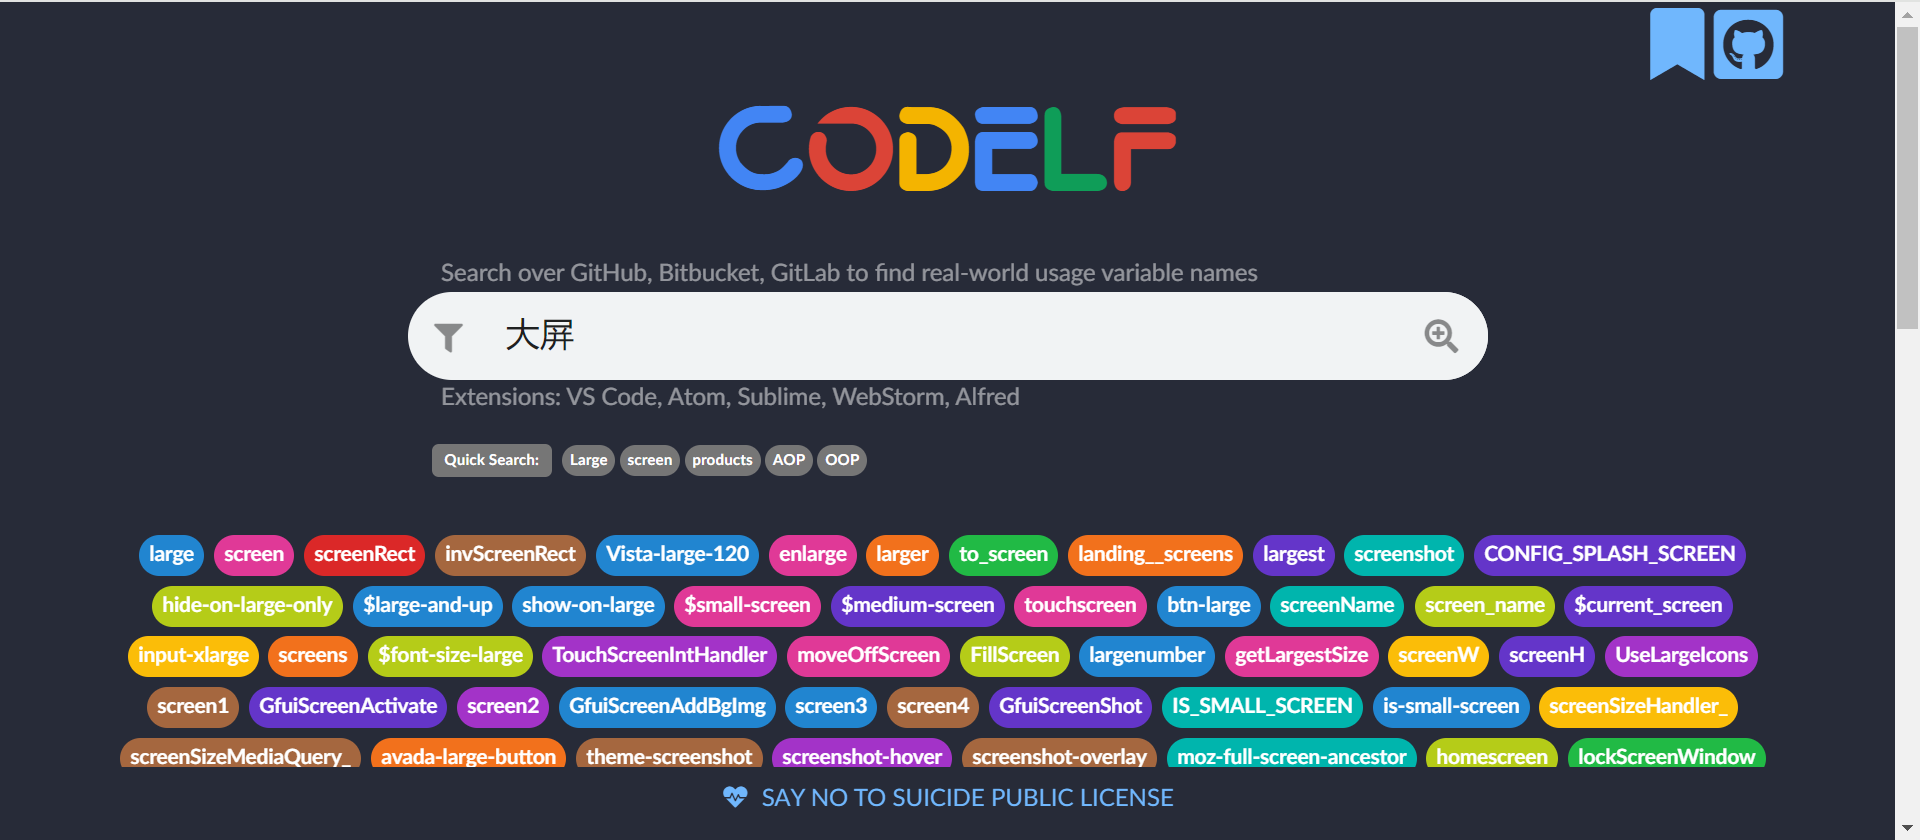 CODELF
Search over GitHub, Bitbucket, GitLab to find real-world usage variable names
大屏
Extensions: VS Code, Atom, Sublime, WebStorm, Alfred
Quick Search: Large screen products AOP OOP
large screen screenRect invScreenRect Vista-large-120 enlarge larger to_screen landing__screens largest screenshot CONFIG_SPLASH_SCREEN
hide-on-large-only $large-and-up show-on-large $small-screen $medium-screen touchscreen btn-large screenName screen_name $current_screen
input-xlarge screens $font-size-large TouchScreenIntHandler moveOffScreen FillScreen largenumber getLargestSize screenW screenH UseLargeIcons
screen1 GfuiScreenActivate screen2 GfuiScreenAddBgImg screen3 screen4 GfuiScreenShot IS_SMALL_SCREEN is-small-screen screenSizeHandler_
screenSizeMediaQuery_ avada-large-button theme-screenshot screenshot-hover screenshot-overlay moz-full-screen-ancestor homescreen lockScreenWindow
SAY NO TO SUICIDE PUBLIC LICENSE